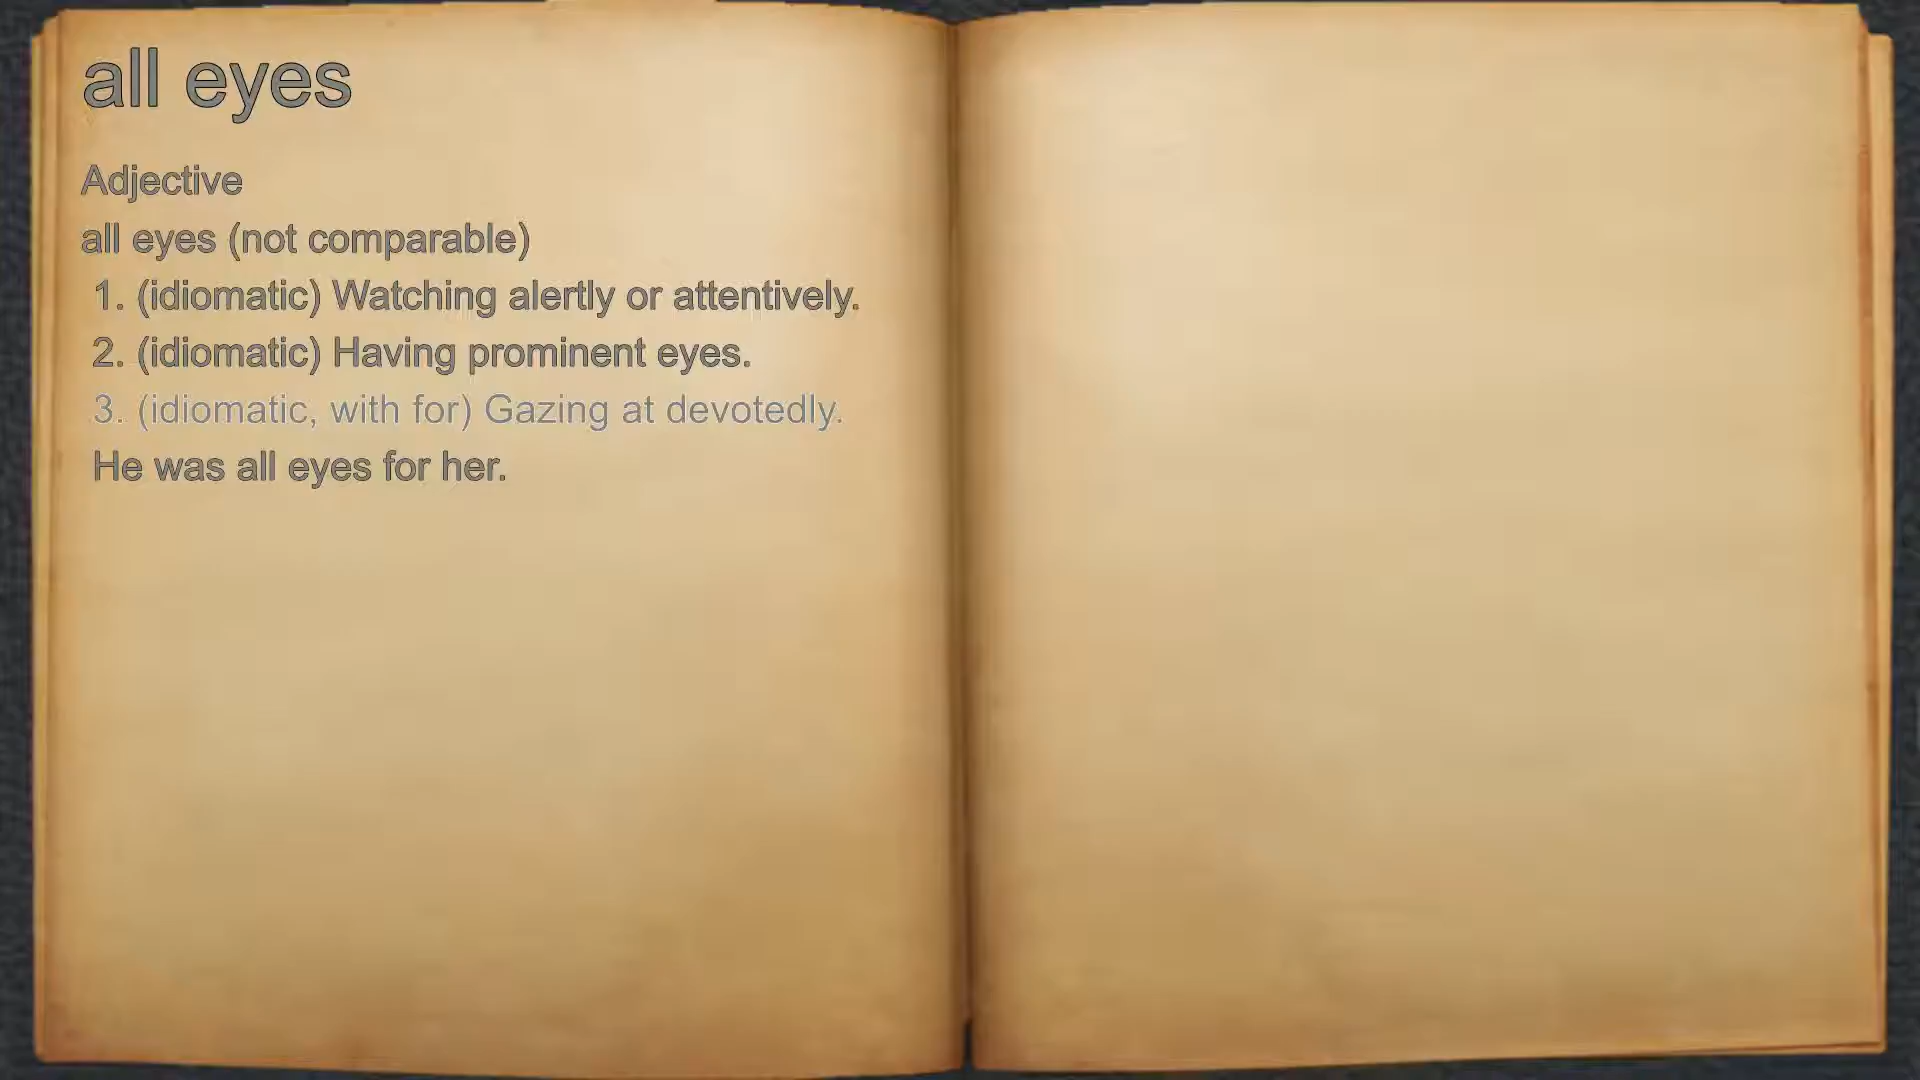 all eyes
Adjective
all eyes (not comparable)
1. (idiomatic) Watching alertly or attentively.
2. (idiomatic) Having prominent eyes.
3. (idiomatic, with for) Gazing at devotedly.
He was all eyes for her.